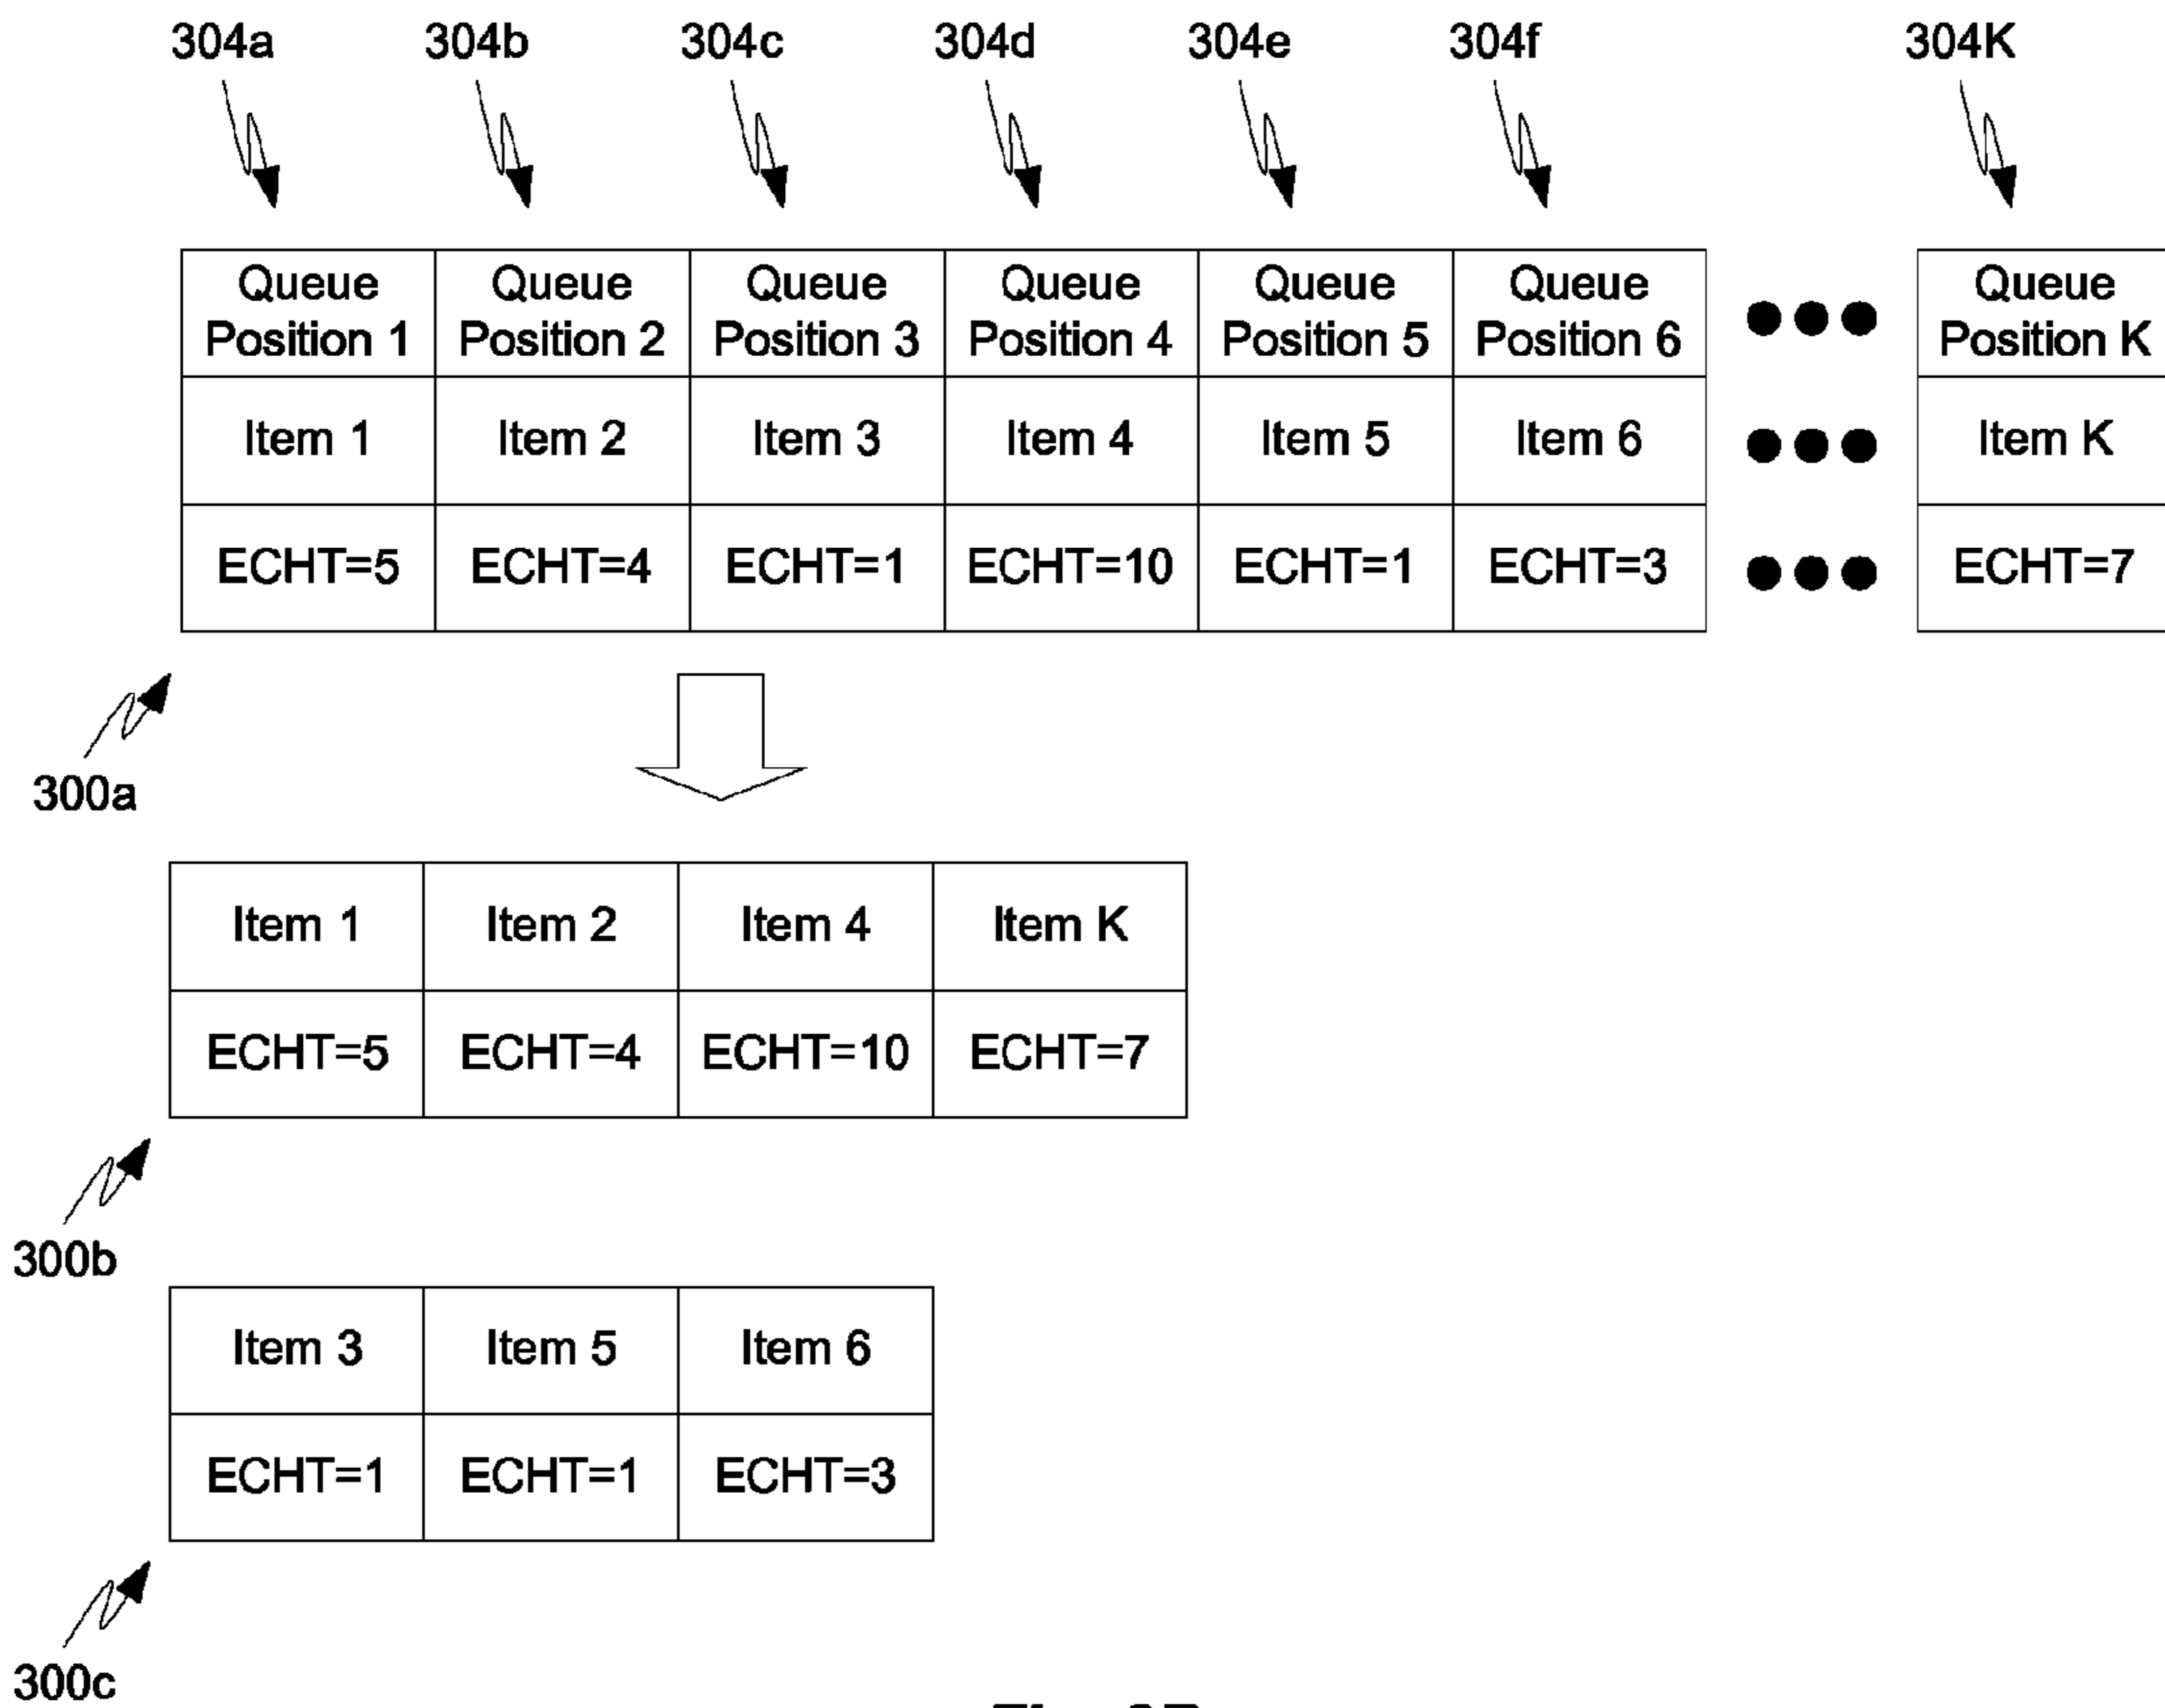 304a 304b 304c 304d 304e 304f 304K
Queue Position 1 Queue Position 2 Queue Position 3 Queue Position 4 Queue Position 5 Queue Position 6 Queue Position K
Item 1 Item 2 Item 3 Item 4 Item 5 Item 6 Item K
ECHT=5 ECHT=4 ECHT=1 ECHT=10 ECHT=1 ECHT=3 ECHT=7
300a
Item 1 Item 2 Item 4 Item K
ECHT=5 ECHT=4 ECHT=10 ECHT=7
300b
Item 3 Item 5 Item 6
ECHT=1 ECHT=1 ECHT=3
300c